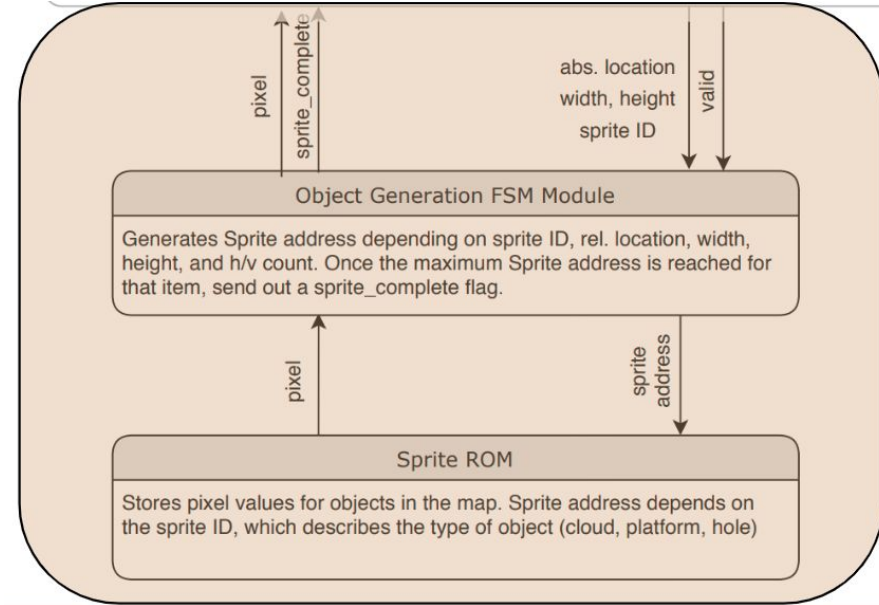 pixel
sprite_complete
abs. location
width, height
sprite ID
valid
Object Generation FSM Module
Generates Sprite address depending on sprite ID, rel. location, width,
height, and h/v count. Once the maximum Sprite address is reached for
that item, send out a sprite_complete flag.
pixel
sprite
address
Sprite ROM
Stores pixel values for objects in the map. Sprite address depends on
the sprite ID, which describes the type of object (cloud, platform, hole)